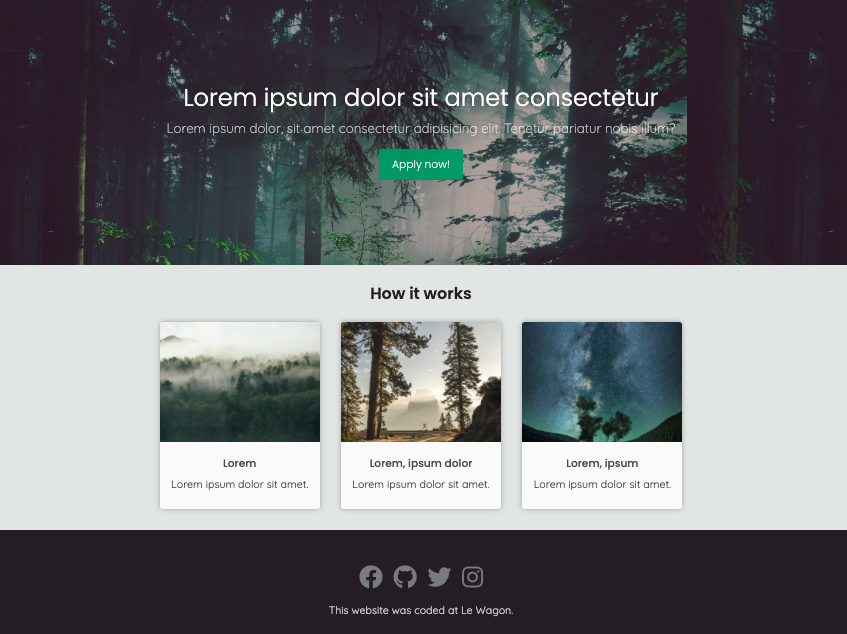 Lorem ipsum dolor sit amet consectetur
Lorem ipsum dolor, sit amet consectetur adipisicing elit. Tenetur pariatur nobis illum?
Apply now!
How it works
Lorem
Lorem ipsum dolor sit amet.
Lorem, ipsum dolor
Lorem ipsum dolor sit amet.
Lorem, ipsum
Lorem ipsum dolor sit amet.
This website was coded at Le Wagon.